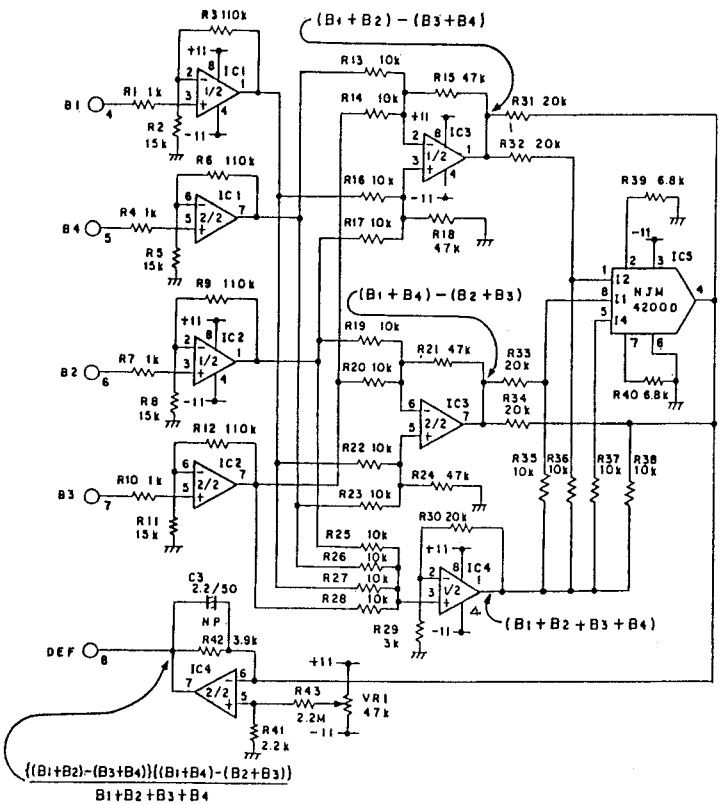 R3 110k
(B1+B2)-(B3+B4)
+11
R13 10k
R15 47k
8
IC1
2
1/2
1
R14 10k
R31 20k
B1
4
R1 1k
3
4
+11
IC3
R32 20k
R2
15k
-11
8
2
1/2
1
3
4
R39 6.8k
R6 110k
-11
R16 10k
IC1
6
2/2
7
R17 10k
R18
47k
-11
IC5
B4
5
R4 1k
5
2 3
R5
15k
1 I2 NJM 4
8 I1 4200D
5 I4
(B1+B4)-(B2+B3)
7 6
R9 110k
+11
IC2
R19 10k
R21 47k
R33
20k
8
2
1/2
1
R20 10k
R40 6.8k
B2
6
R7 1k
3
4
IC3
R34
20k
R8
15k
-11
6
2/2
7
5
R12 110k
IC2
R22 10k
R35
10k
R36
10k
R37
10k
R38
10k
6
2/2
7
R24 47k
B3
7
R10 1k
5
R23 10k
R11
15k
R25 10k
R30 20k
R26 10k
+11
8
IC4
C3
2.2/50
NP
R27 10k
2
1/2
1
R28 10k
3
4
R29
3k
-11
(B1+B2+B3+B4)
R42 3.9k
DEF
8
IC4
+11
7
2/2
6
5
R43
2.2M
VR1
47k
R41
2.2k
-11
{(B1+B2)-(B3+B4)}{(B1+B4)-(B2+B3)}
B1+B2+B3+B4